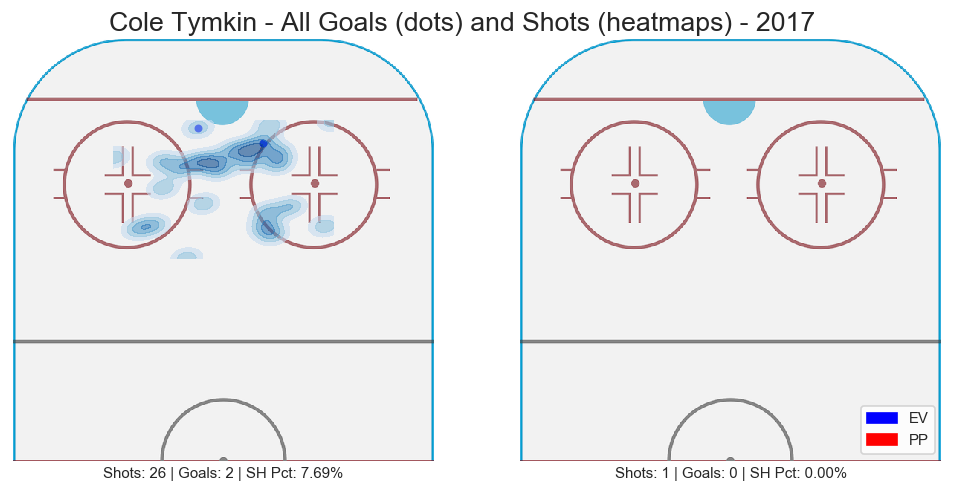 Cole Tymkin - All Goals (dots) and Shots (heatmaps) - 2017
EV
PP
Shots: 26 | Goals: 2 | SH Pct: 7.69%
Shots: 1 | Goals: 0 | SH Pct: 0.00%